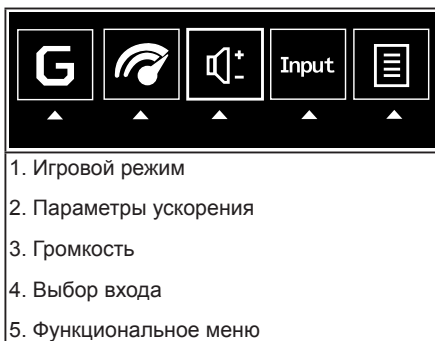 G
Input
1. Игровой режим
2. Параметры ускорения
3. Громкость
4. Выбор входа
5. Функциональное меню